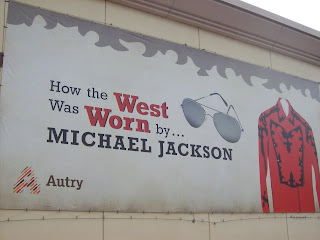 How the West
Was Worn by...
MICHAEL JACKSON
Autry